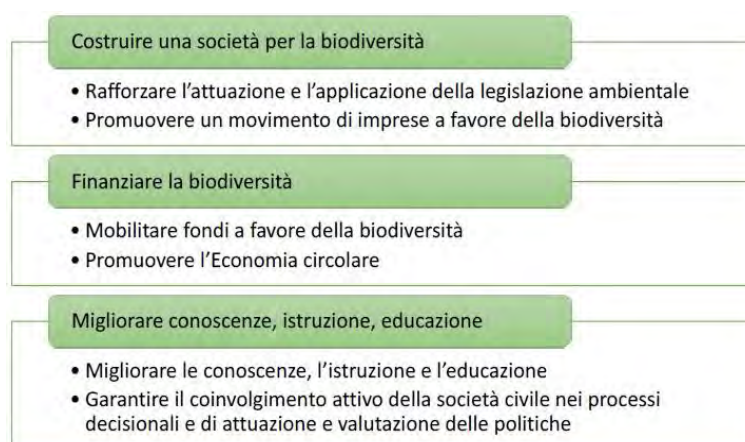 Costruire una società per la biodiversità
• Rafforzare l'attuazione e l'applicazione della legislazione ambientale
• Promuovere un movimento di imprese a favore della biodiversità
Finanziare la biodiversità
• Mobilitare fondi a favore della biodiversità
• Promuovere l'Economia circolare
Migliorare conoscenze, istruzione, educazione
• Migliorare le conoscenze, l'istruzione e l'educazione
• Garantire il coinvolgimento attivo della società civile nei processi
decisionali e di attuazione e valutazione delle politiche